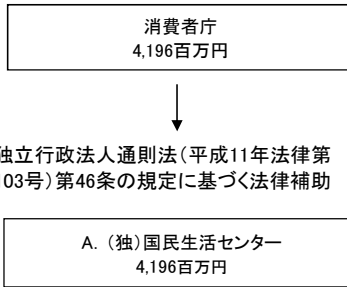 消費者庁
4,196百万円
独立行政法人通則法(平成11年法律第
103号)第46条の規定に基づく法律補助
A. (独)国民生活センター
4,196百万円